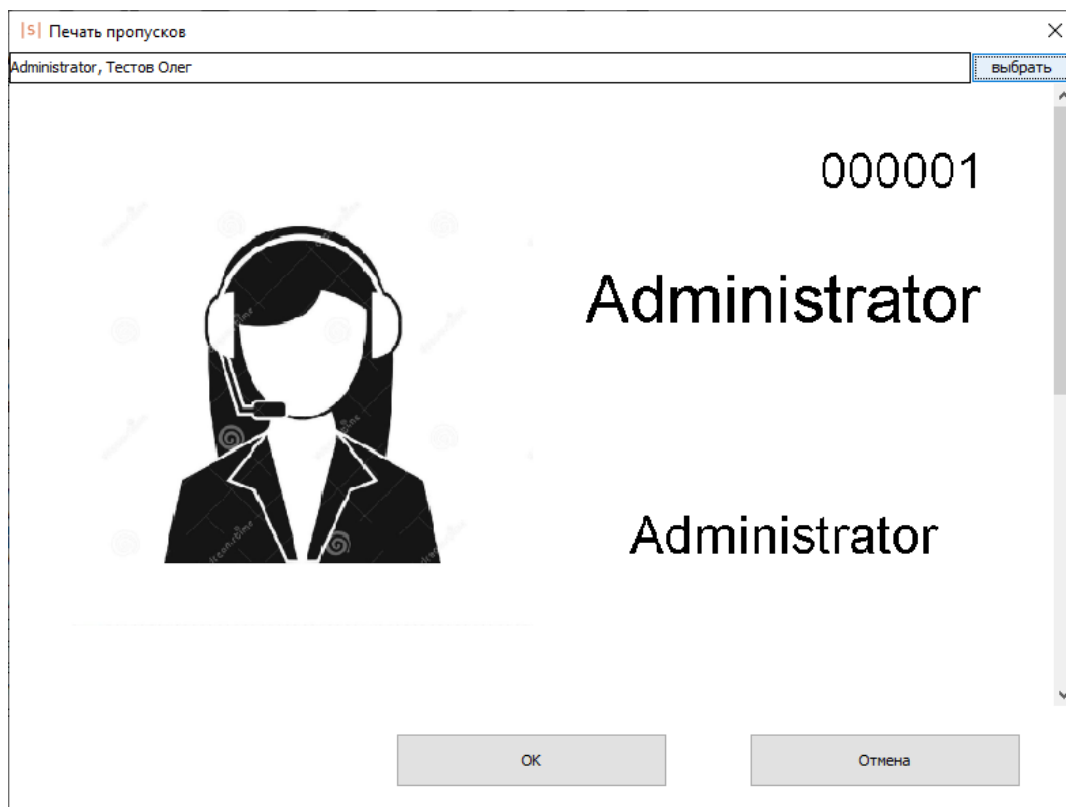 |S| Печать пропусков
Administrator, Тестов Олег
выбрать
000001
Administrator
Administrator
OK
Отмена